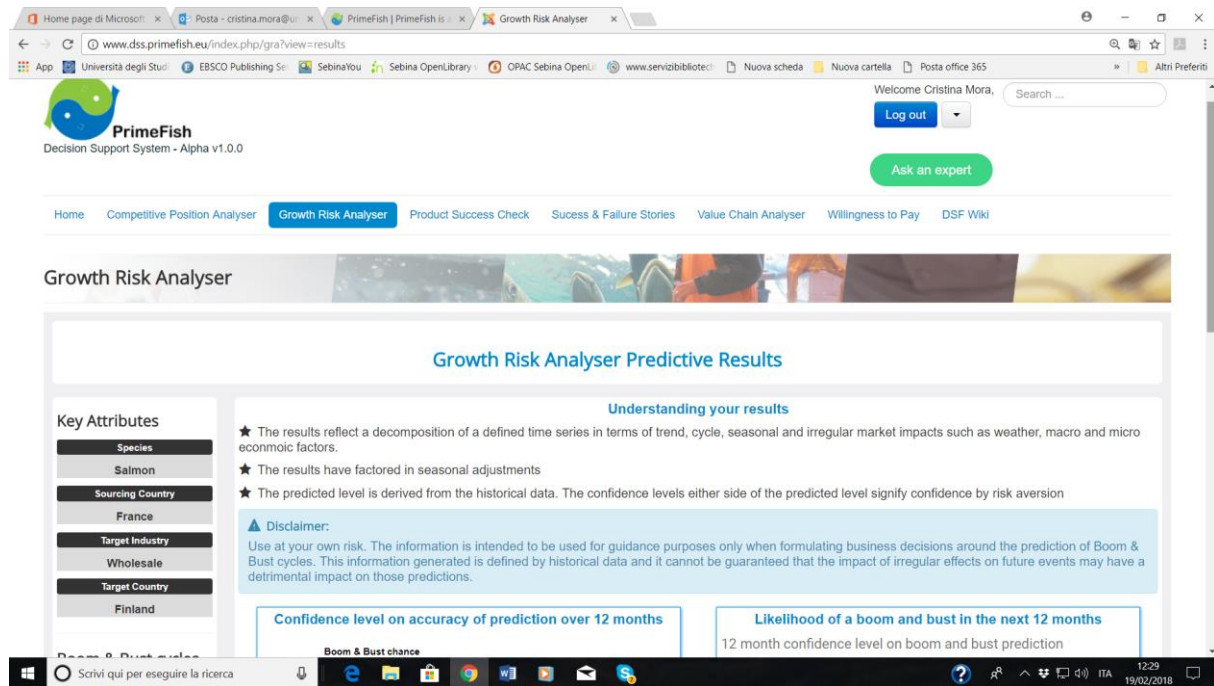 Home page di Microsoft
Posta - cristina.mora@un
PrimeFish | PrimeFish is a
Growth Risk Analyser
www.dss.primefish.eu/index.php/gra?view=results
App
Università degli Stud
EBSCO Publishing Se
SebinaYou
Sebina OpenLibrary
OPAC Sebina OpenLi
www.servizibibliotec
Nuova scheda
Nuova cartella
Posta office 365
»
Altri Preferiti
Welcome Cristina Mora,
Search ...
Log out
PrimeFish
Decision Support System - Alpha v1.0.0
Ask an expert
Home
Competitive Position Analyser
Growth Risk Analyser
Product Success Check
Sucess & Failure Stories
Value Chain Analyser
Willingness to Pay
DSF Wiki
Growth Risk Analyser
Growth Risk Analyser Predictive Results
Key Attributes
Species
Salmon
Sourcing Country
France
Target Industry
Wholesale
Target Country
Finland
Boom & Bust cycles
Understanding your results
★ The results reflect a decomposition of a defined time series in terms of trend, cycle, seasonal and irregular market impacts such as weather, macro and micro
econmoic factors.
★ The results have factored in seasonal adjustments
★ The predicted level is derived from the historical data. The confidence levels either side of the predicted level signify confidence by risk aversion
Disclaimer:
Use at your own risk. The information is intended to be used for guidance purposes only when formulating business decisions around the prediction of Boom &
Bust cycles. This information generated is defined by historical data and it cannot be guaranteed that the impact of irregular effects on future events may have a
detrimental impact on those predictions.
Confidence level on accuracy of prediction over 12 months
Boom & Bust chance
Likelihood of a boom and bust in the next 12 months
12 month confidence level on boom and bust prediction
Scrivi qui per eseguire la ricerca
ITA
12:29
19/02/2018